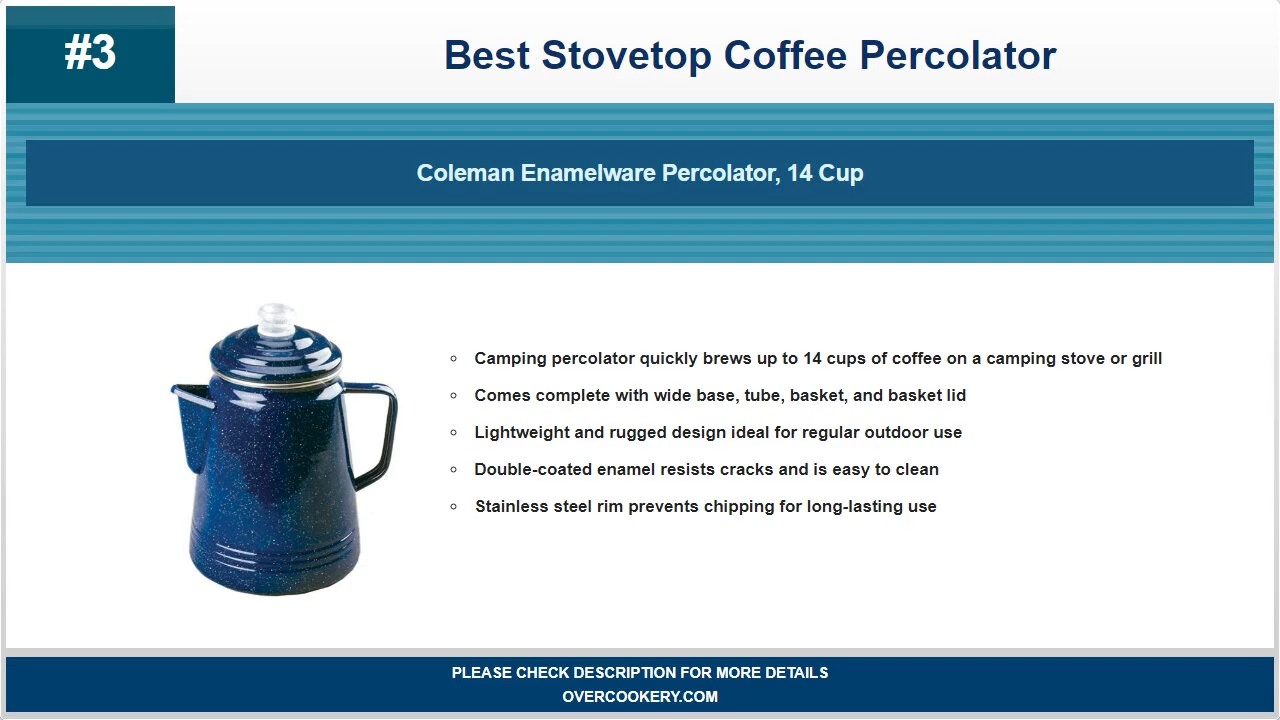 #3
Best Stovetop Coffee Percolator
Coleman Enamelware Percolator, 14 Cup
Camping percolator quickly brews up to 14 cups of coffee on a camping stove or grill
Comes complete with wide base, tube, basket, and basket lid
Lightweight and rugged design ideal for regular outdoor use
Double-coated enamel resists cracks and is easy to clean
Stainless steel rim prevents chipping for long-lasting use
PLEASE CHECK DESCRIPTION FOR MORE DETAILS
OVERCOOKERY.COM